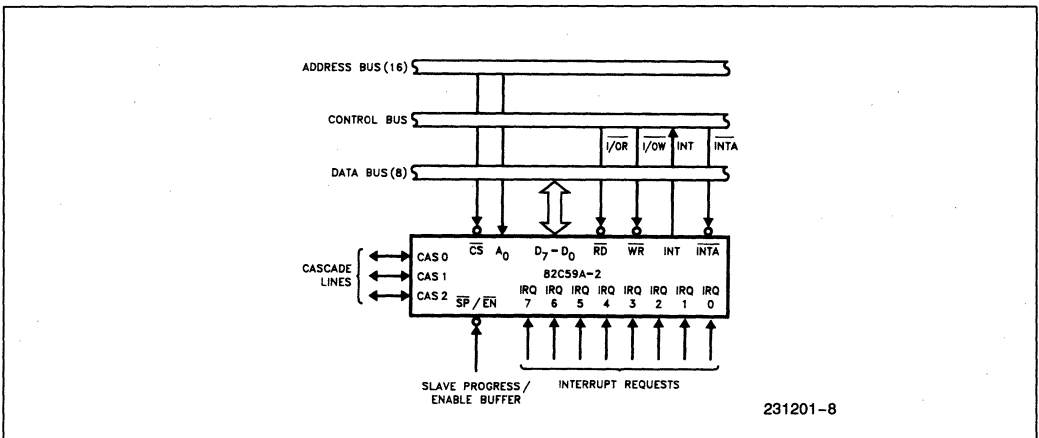 ADDRESS BUS (16)
CONTROL BUS
I/OR I/OW INT INTA
DATA BUS (8)
CS A0 D7 – D0 RD WR INT INTA
CASCADE LINES
CAS 0
CAS 1
CAS 2
82C59A-2
SP / EN
IRQ IRQ IRQ IRQ IRQ IRQ IRQ IRQ
7 6 5 4 3 2 1 0
SLAVE PROGRESS /
ENABLE BUFFER
INTERRUPT REQUESTS
231201–8